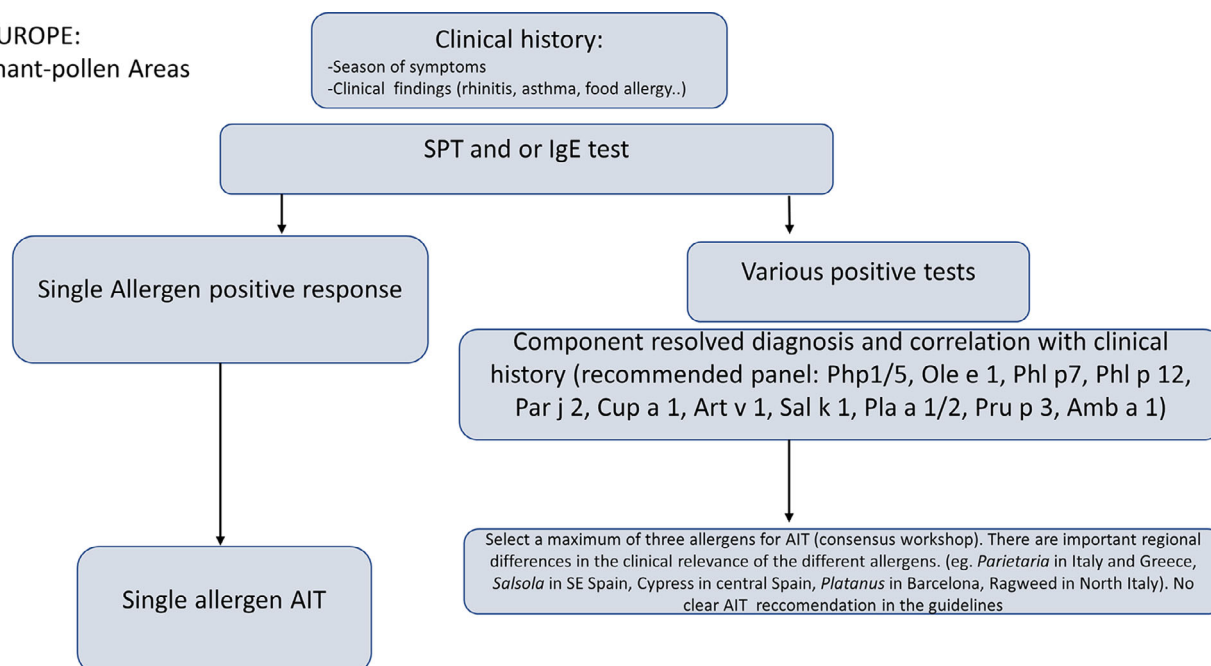 UROPE:
nant-pollen Areas
Clinical history:
-Season of symptoms
-Clinical findings (rhinitis, asthma, food allergy..)
SPT and or IgE test
Single Allergen positive response
Various positive tests
Component resolved diagnosis and correlation with clinical
history (recommended panel: Php1/5, Ole e 1, Phl p7, Phl p 12,
Par j 2, Cup a 1, Art v 1, Sal k 1, Pla a 1/2, Pru p 3, Amb a 1)
Single allergen AIT
Select a maximum of three allergens for AIT (consensus workshop). There are important regional
differences in the clinical relevance of the different allergens. (eg. Parietaria in Italy and Greece,
Salsola in SE Spain, Cypress in central Spain, Platanus in Barcelona, Ragweed in North Italy). No
clear AIT reccomendation in the guidelines